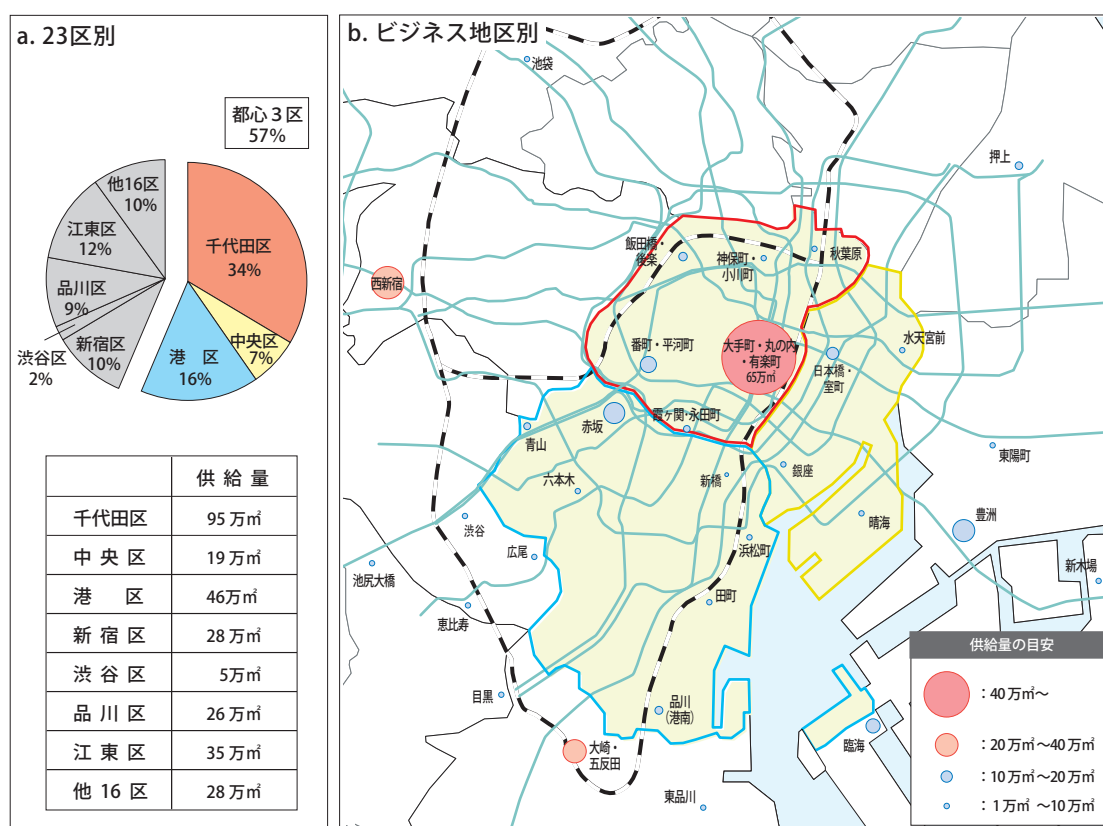 a. 23区別
都心3区
57%
他16区
10%
江東区
12%
品川区
9%
渋谷区
2%
新宿区
10%
千代田区
34%
中央区
7%
港 区
16%
供 給 量
千代田区 95万㎡
中 央 区 19万㎡
港 区 46万㎡
新 宿 区 28万㎡
渋 谷 区 5万㎡
品 川 区 26万㎡
江 東 区 35万㎡
他 16 区 28万㎡
b. ビジネス地区別
池袋
押上
飯田橋・
後楽
神保町・
小川町
秋葉原
西新宿
番町・平河町
大手町・丸の内
・有楽町
65万㎡
日本橋・
室町
水天宮前
赤坂
霞ヶ関・永田町
青山
六本木
新橋
銀座
東陽町
渋谷
広尾
浜松町
晴海
豊洲
池尻大橋
恵比寿
田町
新木場
目黒
品川
(港南)
大崎・
五反田
臨海
東品川
供給量の目安
：40万㎡〜
：20万㎡〜40万㎡
：10万㎡〜20万㎡
：1万㎡ 〜10万㎡